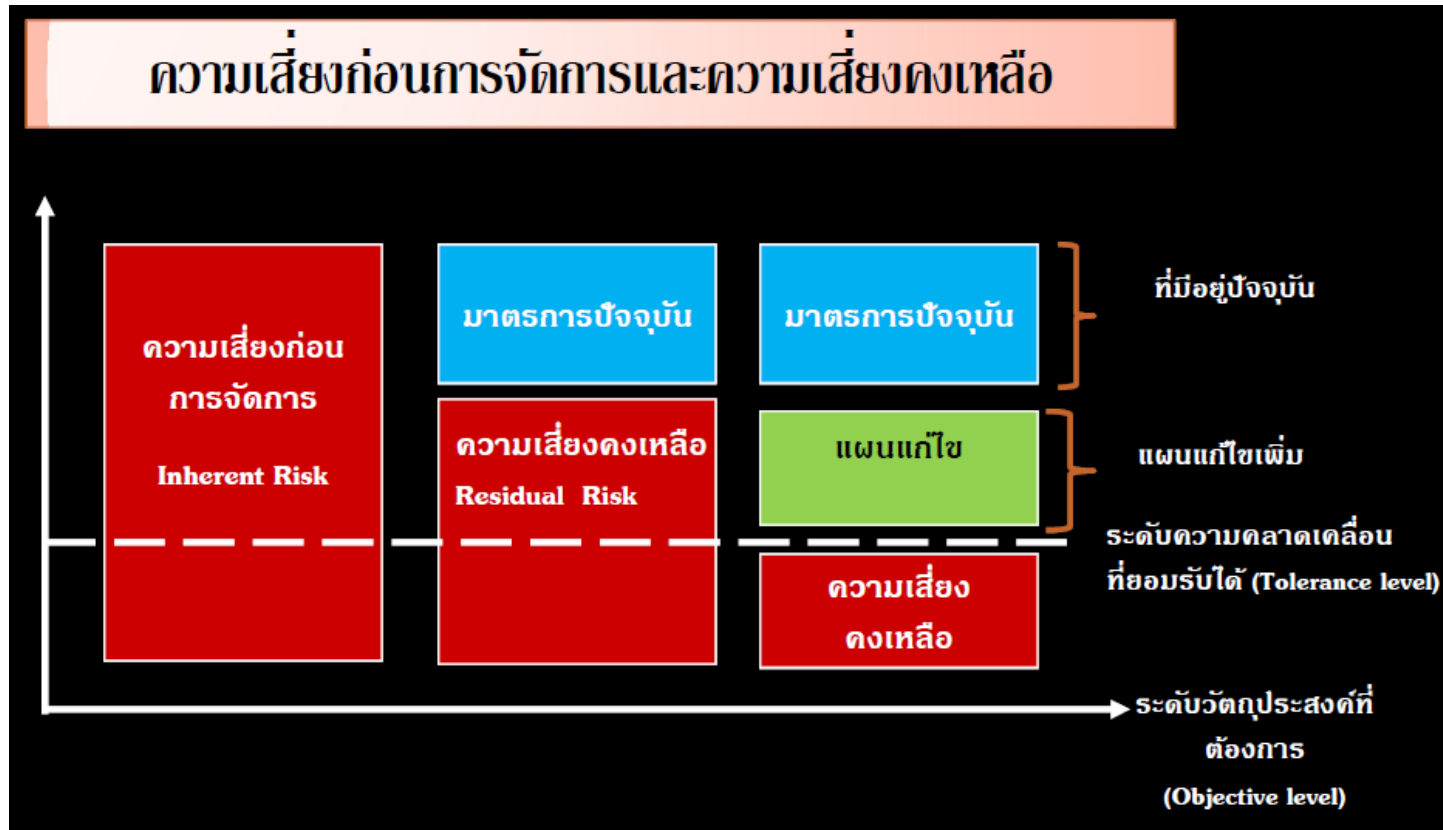 ความเสี่ยงก่อนการจัดการและความเสี่ยงคงเหลือ
ความเสี่ยงก่อน
การจัดการ
Inherent Risk
มาตรการปัจจุบัน
ความเสี่ยงคงเหลือ
Residual Risk
มาตรการปัจจุบัน
แผนแก้ไข
ความเสี่ยง
คงเหลือ
ที่มีอยู่ปัจจุบัน
แผนแก้ไขเพิ่ม
ระดับความคลาดเคลื่อน
ที่ยอมรับได้ (Tolerance level)
ระดับวัตถุประสงค์ที่
ต้องการ
(Objective level)